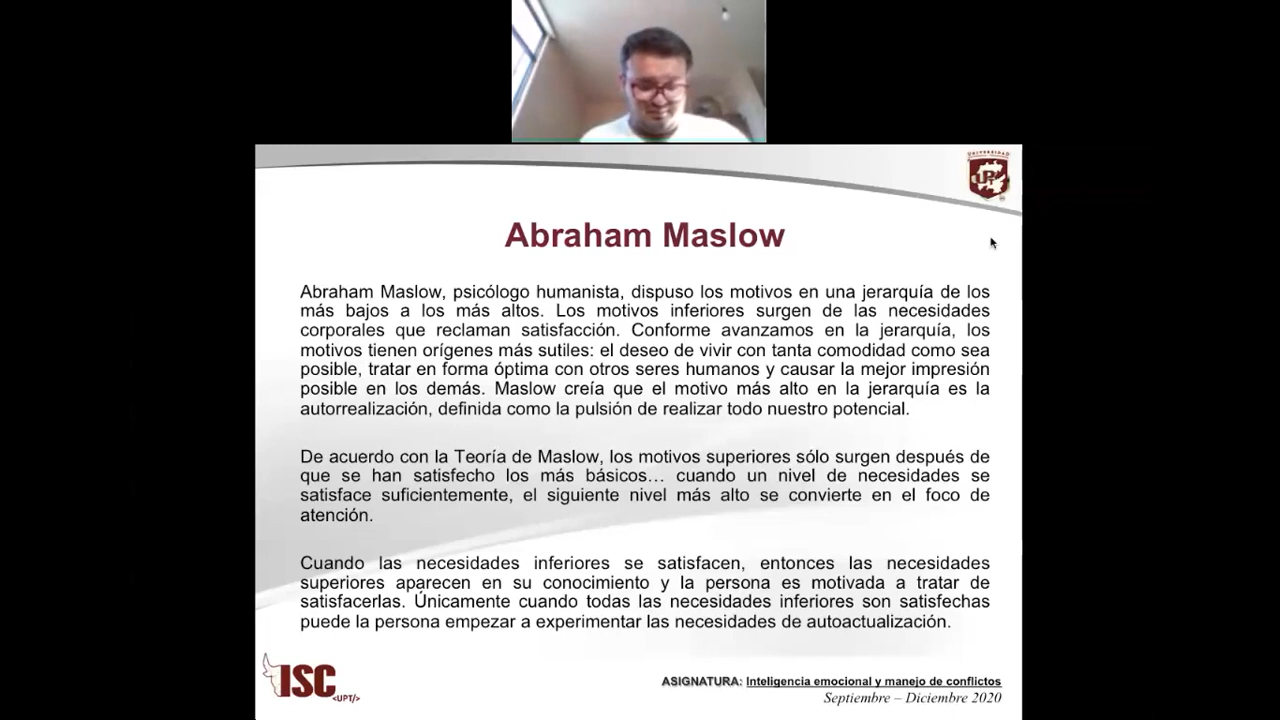 UNIVERSIDAD
UPT
Abraham Maslow
Abraham Maslow, psicólogo humanista, dispuso los motivos en una jerarquía de los
más bajos a los más altos. Los motivos inferiores surgen de las necesidades
corporales que reclaman satisfacción. Conforme avanzamos en la jerarquía, los
motivos tienen orígenes más sutiles: el deseo de vivir con tanta comodidad como sea
posible, tratar en forma óptima con otros seres humanos y causar la mejor impresión
posible en los demás. Maslow creía que el motivo más alto en la jerarquía es la
autorrealización, definida como la pulsión de realizar todo nuestro potencial.
De acuerdo con la Teoría de Maslow, los motivos superiores sólo surgen después de
que se han satisfecho los más básicos… cuando un nivel de necesidades se
satisface suficientemente, el siguiente nivel más alto se convierte en el foco de
atención.
Cuando las necesidades inferiores se satisfacen, entonces las necesidades
superiores aparecen en su conocimiento y la persona es motivada a tratar de
satisfacerlas. Únicamente cuando todas las necesidades inferiores son satisfechas
puede la persona empezar a experimentar las necesidades de autoactualización.
ISC
<UPT/>
ASIGNATURA: Inteligencia emocional y manejo de conflictos
Septiembre – Diciembre 2020